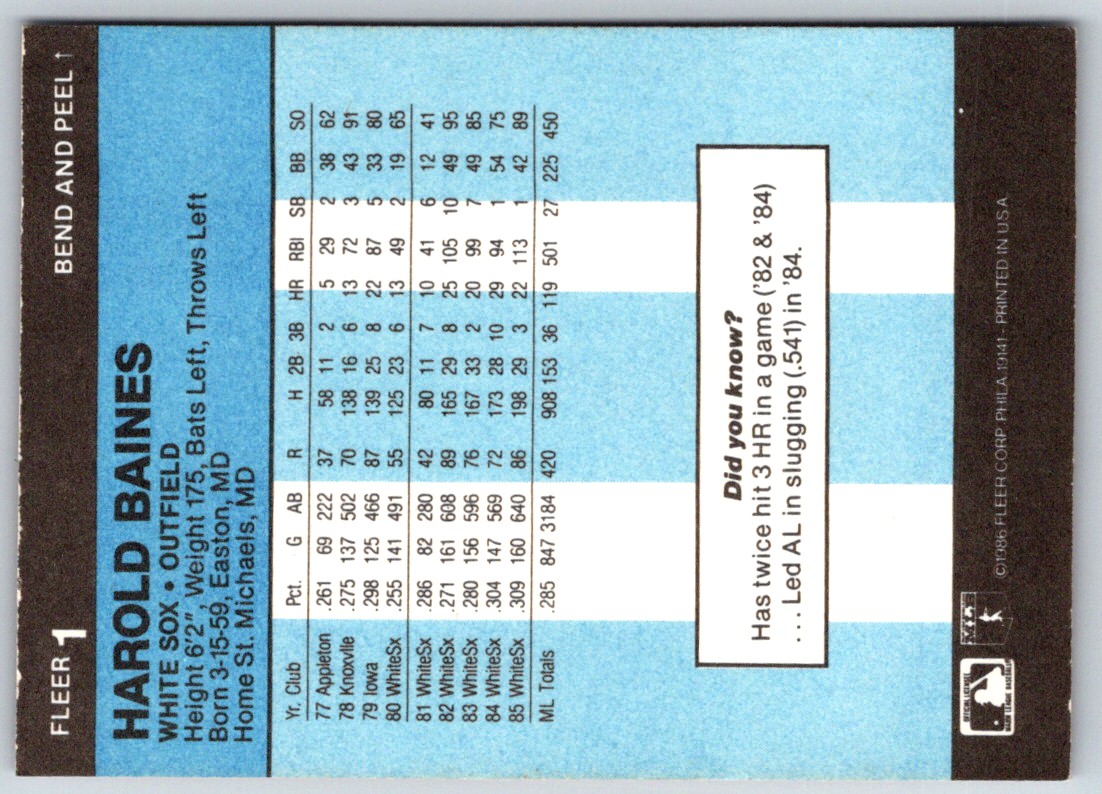 FLEER 1 BEND AND PEEL ↑
HAROLD BAINES
WHITE SOX • OUTFIELD
Height 6'2", Weight 175, Bats Left, Throws Left
Born 3-15-59, Easton, MD
Home St. Michaels, MD
Yr. Club Pct. G AB R H 2B 3B HR RBI SB BB SO
77 Appleton .261 69 222 37 58 11 2 5 29 2 38 62
78 Knoxvlle .275 137 502 70 138 16 6 13 72 3 43 91
79 Iowa .298 125 466 87 139 25 8 22 87 5 33 80
80 WhiteSx .255 141 491 55 125 23 6 13 49 2 19 65
81 WhiteSx .286 82 280 42 80 11 7 10 41 6 12 41
82 WhiteSx .271 161 608 89 165 29 8 25 105 10 49 95
83 WhiteSx .280 156 596 76 167 33 2 20 99 7 49 85
84 WhiteSx .304 147 569 72 173 28 10 29 94 1 54 75
85 WhiteSx .309 160 640 86 198 29 3 22 113 1 42 89
ML Totals .285 847 3184 420 908 153 36 119 501 27 225 450
Did you know?
Has twice hit 3 HR in a game ('82 & '84)
... Led AL in slugging (.541) in '84.
OFFICIAL LICENSEE
MAJOR LEAGUE BASEBALL
©1986 FLEER CORP. PHILA. 19141 - PRINTED IN USA